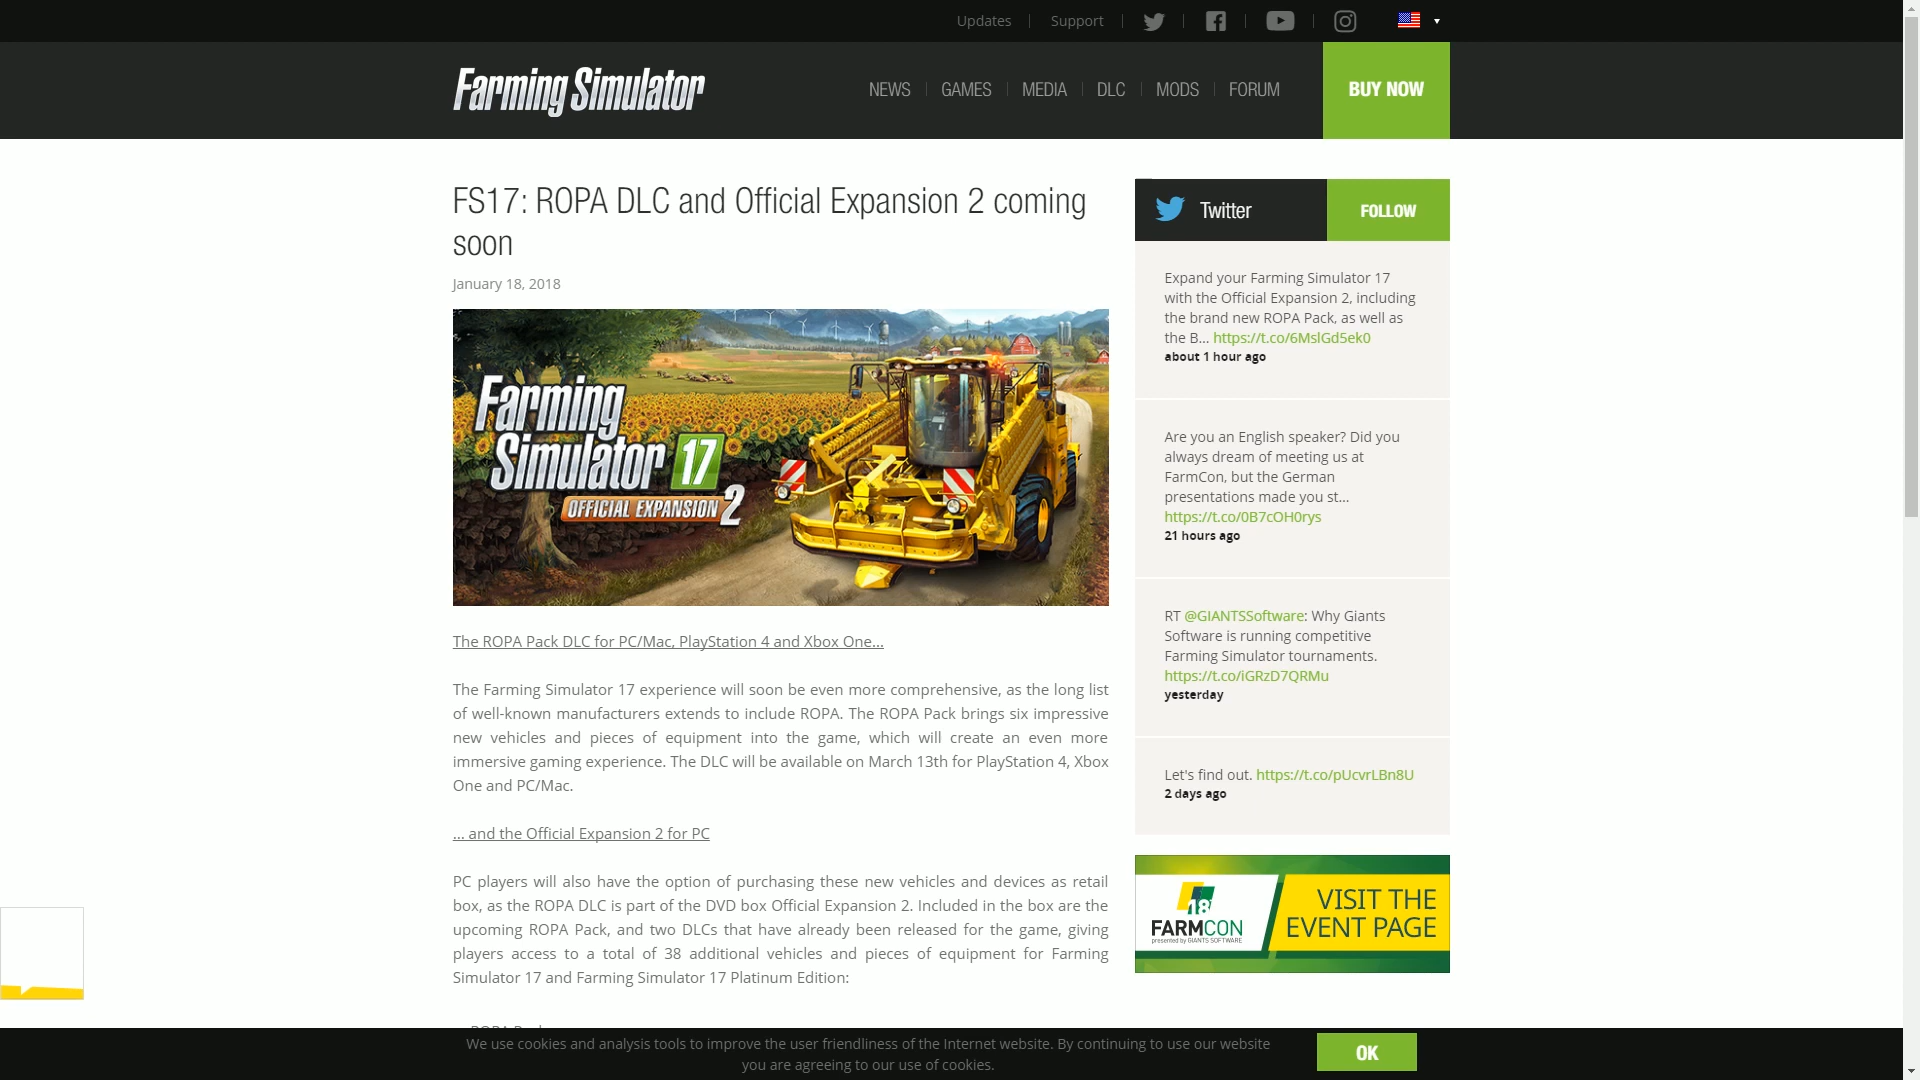 Updates
Support
Farming Simulator
NEWS
GAMES
MEDIA
DLC
MODS
FORUM
BUY NOW
FS17: ROPA DLC and Official Expansion 2 coming
soon
January 18, 2018
Farming
Simulator 17
OFFICIAL EXPANSION 2
The ROPA Pack DLC for PC/Mac, PlayStation 4 and Xbox One...
The Farming Simulator 17 experience will soon be even more comprehensive, as the long list
of well-known manufacturers extends to include ROPA. The ROPA Pack brings six impressive
new vehicles and pieces of equipment into the game, which will create an even more
immersive gaming experience. The DLC will be available on March 13th for PlayStation 4, Xbox
One and PC/Mac.
... and the Official Expansion 2 for PC
PC players will also have the option of purchasing these new vehicles and devices as retail
box, as the ROPA DLC is part of the DVD box Official Expansion 2. Included in the box are the
upcoming ROPA Pack, and two DLCs that have already been released for the game, giving
players access to a total of 38 additional vehicles and pieces of equipment for Farming
Simulator 17 and Farming Simulator 17 Platinum Edition:
Twitter
FOLLOW
Expand your Farming Simulator 17
with the Official Expansion 2, including
the brand new ROPA Pack, as well as
the B... https://t.co/6MslGd5ek0
about 1 hour ago
Are you an English speaker? Did you
always dream of meeting us at
FarmCon, but the German
presentations made you st...
https://t.co/0B7cOH0rys
21 hours ago
RT @GIANTSSoftware: Why Giants
Software is running competitive
Farming Simulator tournaments.
https://t.co/iGRzD7QRMu
yesterday
Let's find out. https://t.co/pUcvrLBn8U
2 days ago
18
FARMCON
presented by GIANTS SOFTWARE
VISIT THE
EVENT PAGE
We use cookies and analysis tools to improve the user friendliness of the Internet website. By continuing to use our website
you are agreeing to our use of cookies.
OK